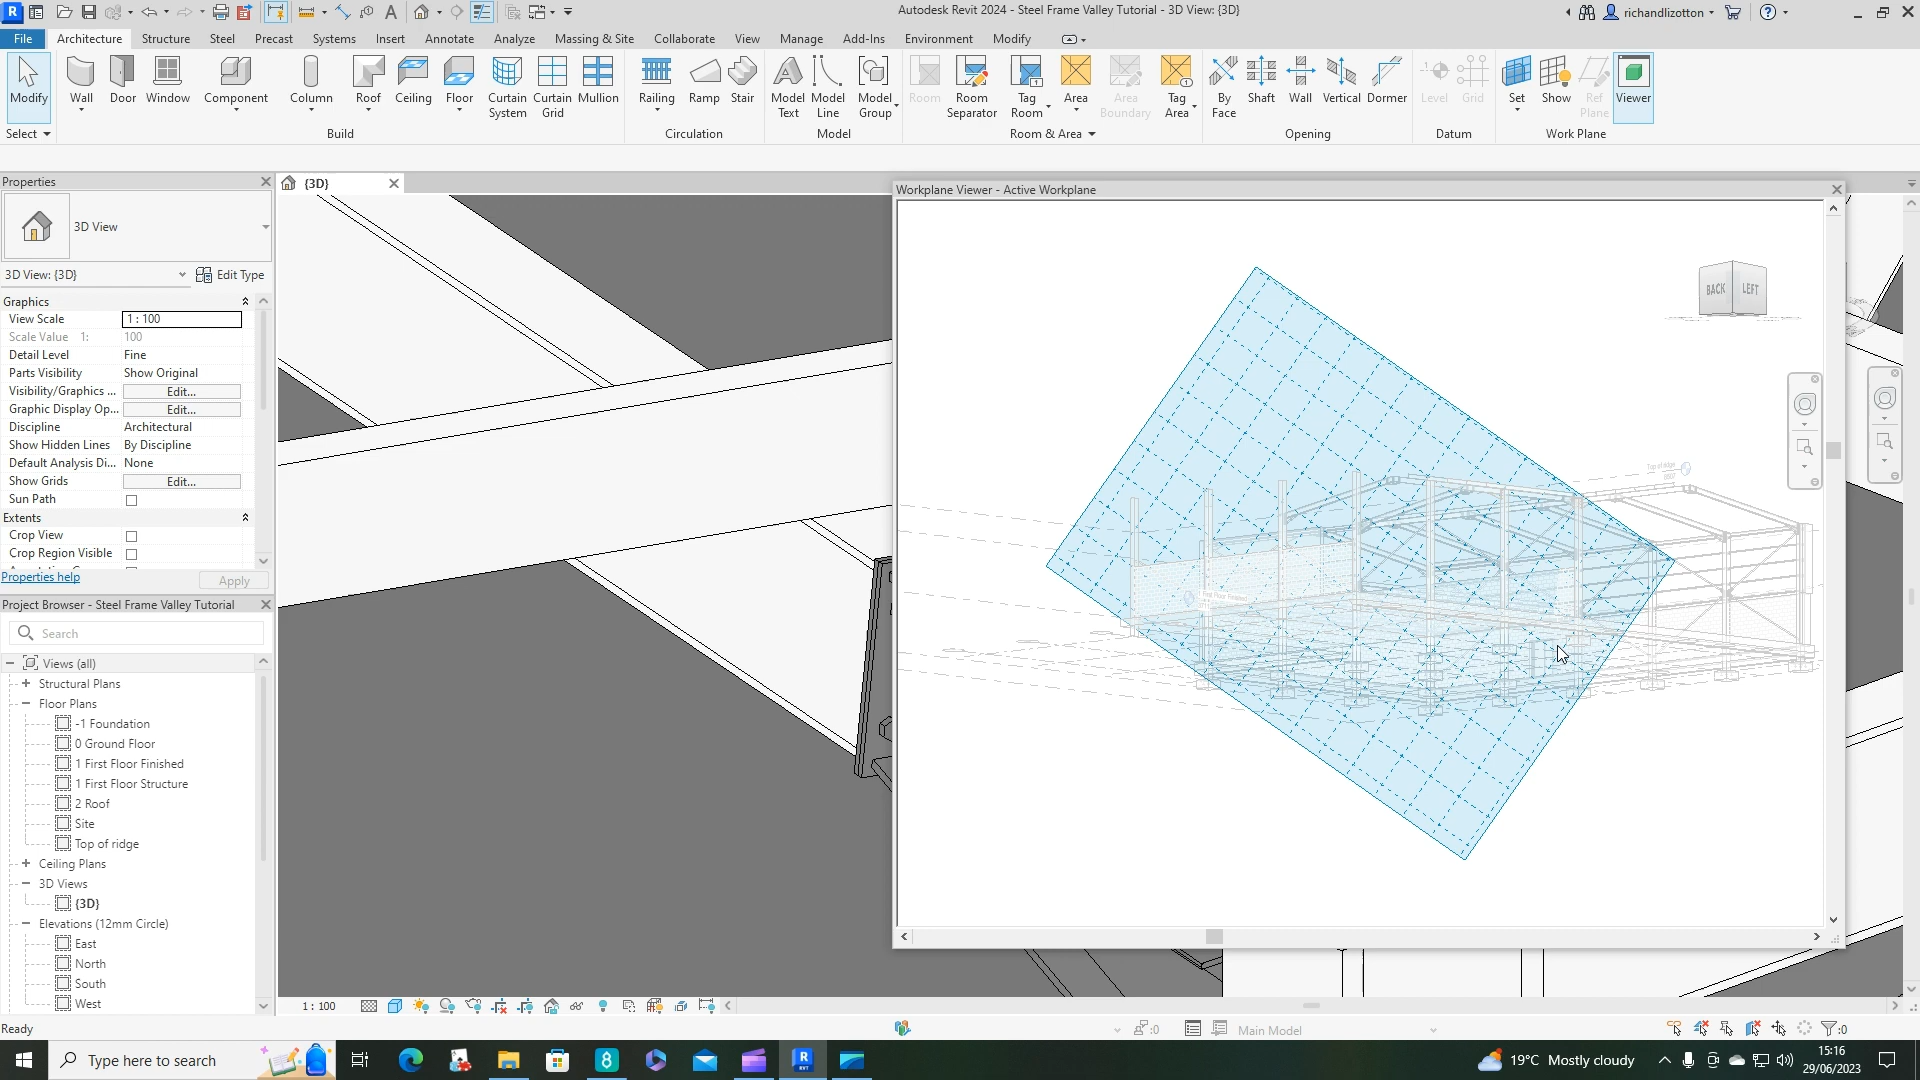 Autodesk Revit 2024 - Steel Frame Valley Tutorial - 3D View: {3D}
richandlizotton
File Architecture Structure Steel Precast Systems Insert Annotate Analyze Massing & Site Collaborate View Manage Add-Ins Environment Modify
Modify Wall Door Window Component Column Roof Ceiling Floor Curtain System Curtain Grid Mullion Railing Ramp Stair Model Text Model Line Model Group Room Room Separator Tag Room Area Area Boundary Tag Area By Face Shaft Wall Vertical Dormer Level Grid Set Show Ref Plane Viewer
Select Build Circulation Model Room & Area Opening Datum Work Plane
Properties
{3D}
Workplane Viewer - Active Workplane
3D View
3D View: {3D} Edit Type
Graphics
View Scale 1 : 100
Scale Value 1: 100
Detail Level Fine
Parts Visibility Show Original
Visibility/Graphics ... Edit...
Graphic Display Op... Edit...
Discipline Architectural
Show Hidden Lines By Discipline
Default Analysis Di... None
Show Grids Edit...
Sun Path
Extents
Crop View
Crop Region Visible
Properties help Apply
BACK LEFT
Top of ridge
First Floor Finished
Project Browser - Steel Frame Valley Tutorial
Search
Views (all)
Structural Plans
Floor Plans
-1 Foundation
0 Ground Floor
1 First Floor Finished
1 First Floor Structure
2 Roof
Site
Top of ridge
Ceiling Plans
3D Views
{3D}
Elevations (12mm Circle)
East
North
South
West
1 : 100
Ready
:0
Main Model
:0
Type here to search
19°C Mostly cloudy
15:16
29/06/2023